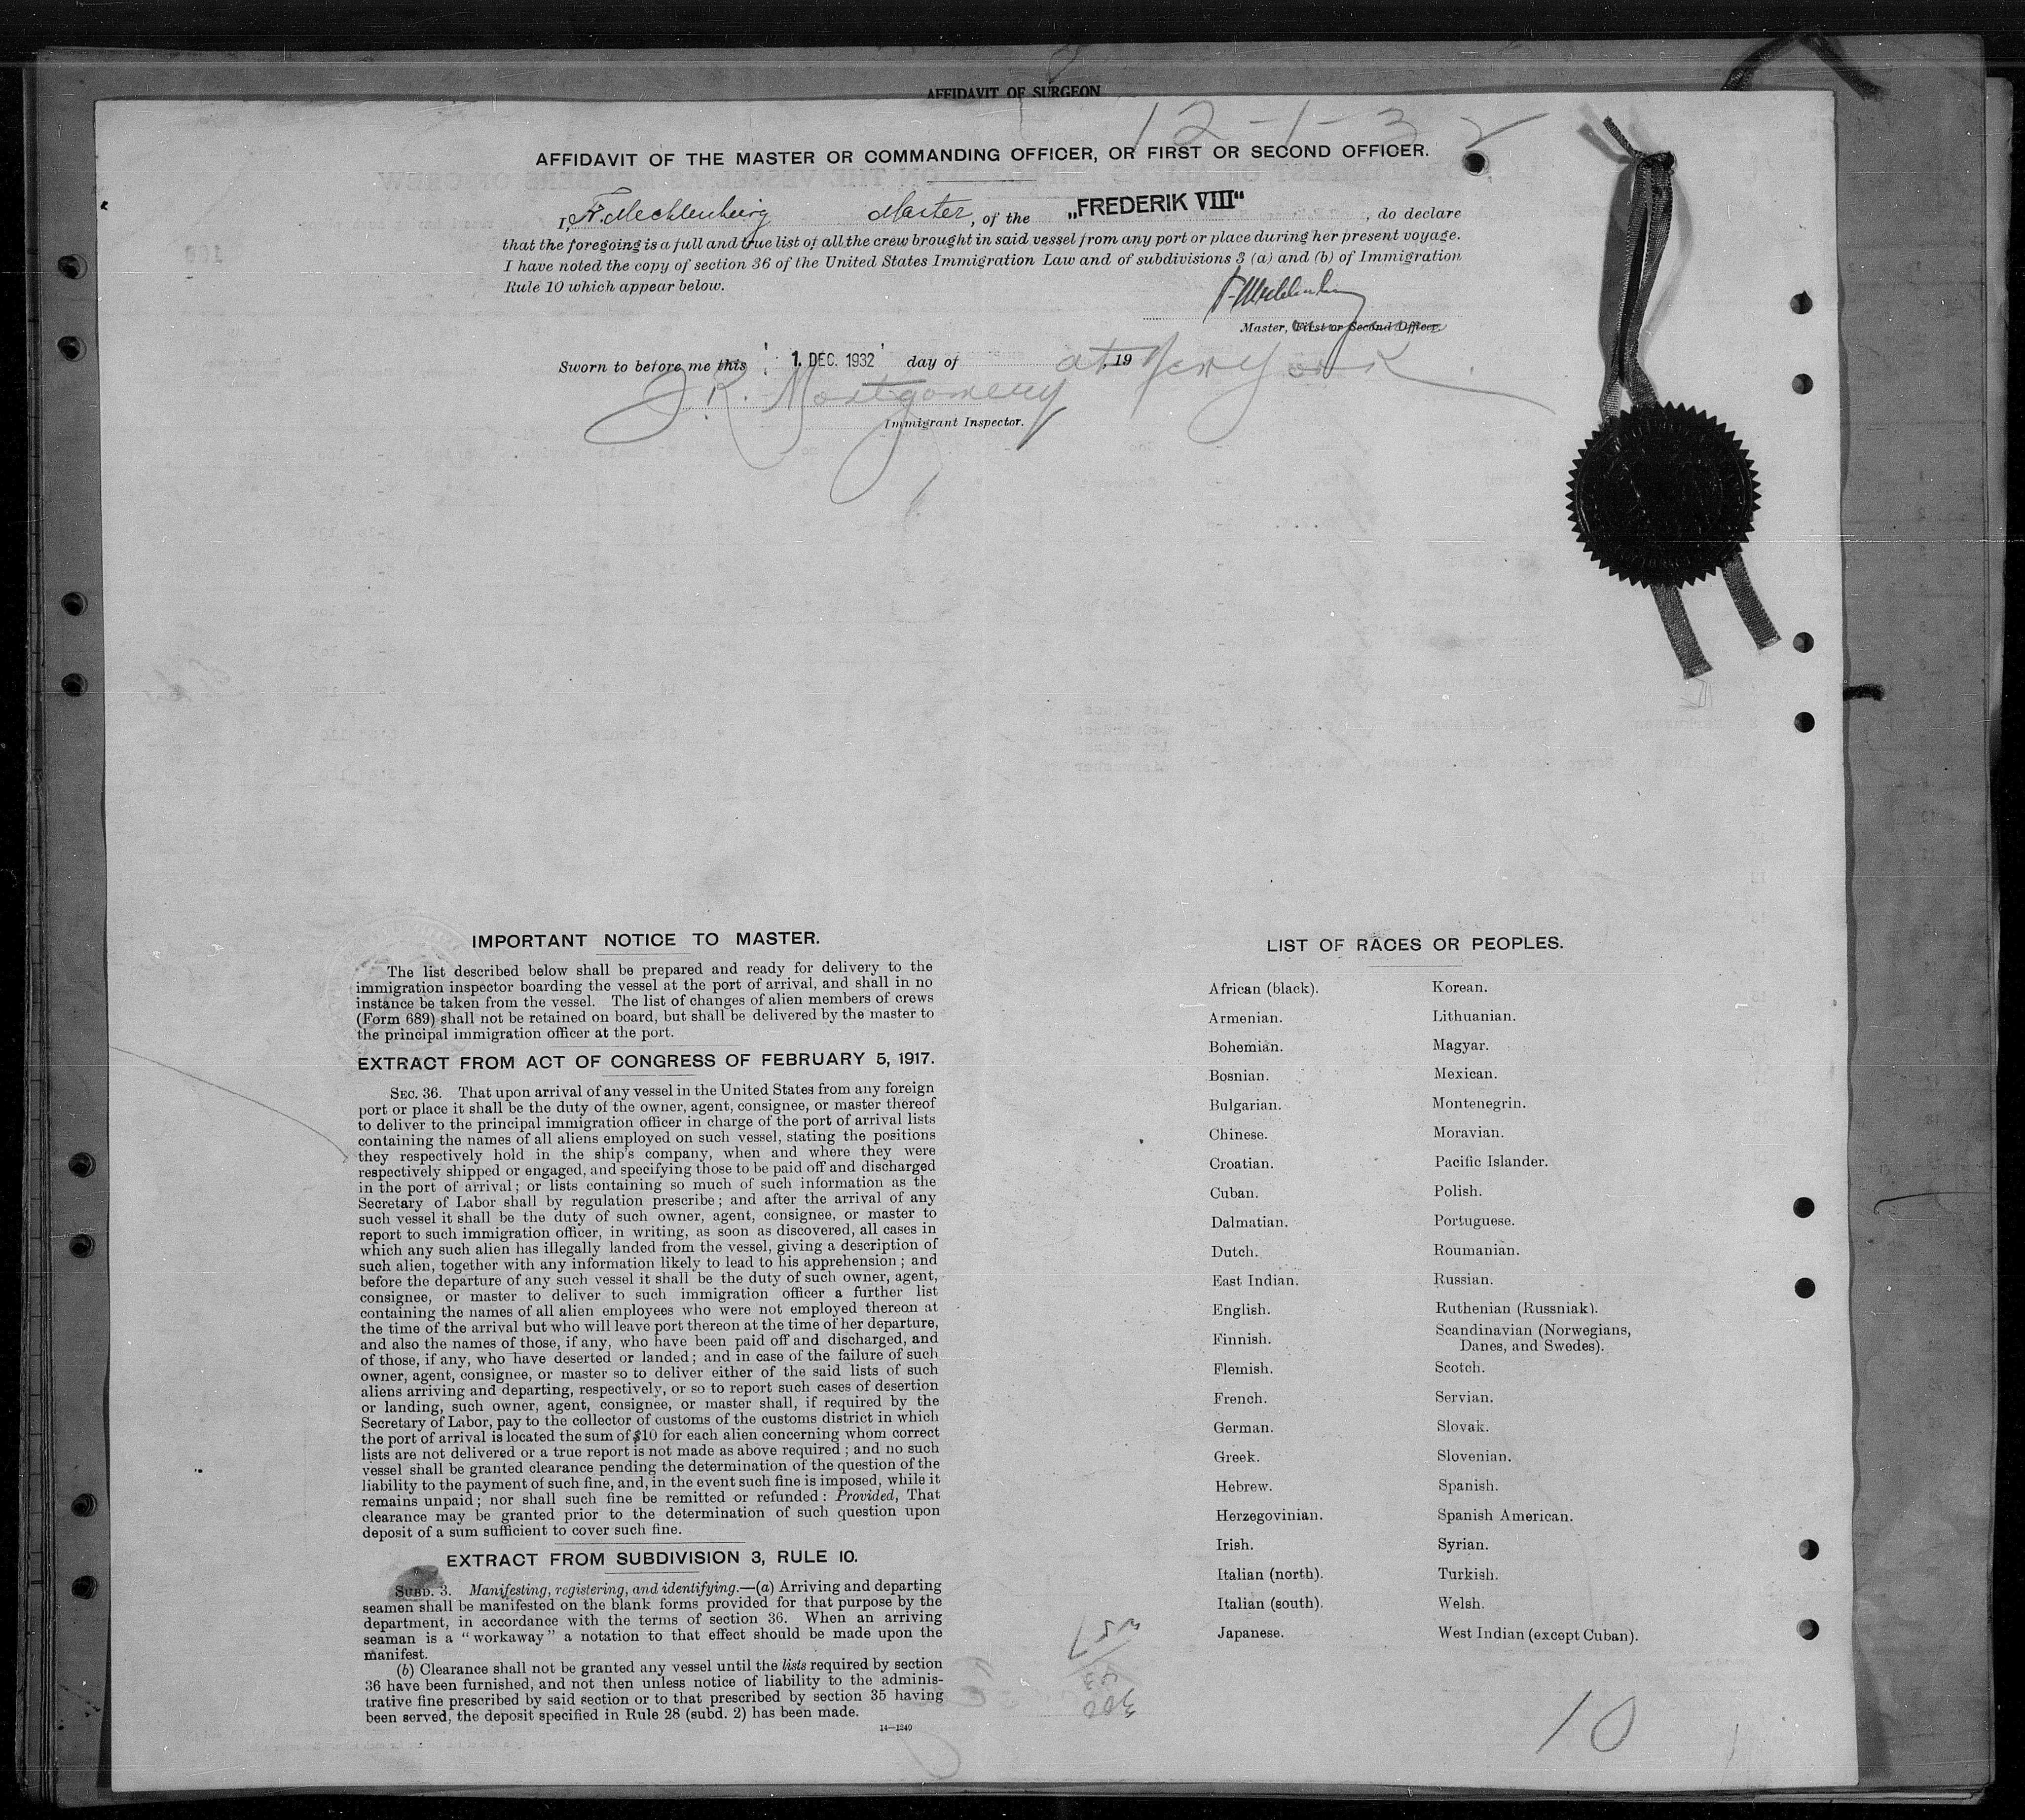 AFFIDAVIT OF SURGEON
12-1-32
AFFIDAVIT OF THE MASTER OR COMMANDING OFFICER, OR FIRST OR SECOND OFFICER.
I, F. Mecklenburg Master, of the „FREDERIK VIII“, do declare
that the foregoing is a full and true list of all the crew brought in said vessel from any port or place during her present voyage.
I have noted the copy of section 36 of the United States Immigration Law and of subdivisions 3 (a) and (b) of Immigration
Rule 10 which appear below.
F. Mecklenburg
Master, First or Second Officer.
Sworn to before me this 1. DEC. 1932 day of at, 19 New York
J. R. Montgomery
Immigrant Inspector.
IMPORTANT NOTICE TO MASTER.
The list described below shall be prepared and ready for delivery to the
immigration inspector boarding the vessel at the port of arrival, and shall in no
instance be taken from the vessel. The list of changes of alien members of crews
(Form 689) shall not be retained on board, but shall be delivered by the master to
the principal immigration officer at the port.
EXTRACT FROM ACT OF CONGRESS OF FEBRUARY 5, 1917.
SEC. 36. That upon arrival of any vessel in the United States from any foreign
port or place it shall be the duty of the owner, agent, consignee, or master thereof
to deliver to the principal immigration officer in charge of the port of arrival lists
containing the names of all aliens employed on such vessel, stating the positions
they respectively hold in the ship's company, when and where they were
respectively shipped or engaged, and specifying those to be paid off and discharged
in the port of arrival; or lists containing so much of such information as the
Secretary of Labor shall by regulation prescribe; and after the arrival of any
such vessel it shall be the duty of such owner, agent, consignee, or master to
report to such immigration officer, in writing, as soon as discovered, all cases in
which any such alien has illegally landed from the vessel, giving a description of
such alien, together with any information likely to lead to his apprehension; and
before the departure of any such vessel it shall be the duty of such owner, agent,
consignee, or master to deliver to such immigration officer a further list
containing the names of all alien employees who were not employed thereon at
the time of the arrival but who will leave port thereon at the time of her departure,
and also the names of those, if any, who have been paid off and discharged, and
of those, if any, who have deserted or landed; and in case of the failure of such
owner, agent, consignee, or master so to deliver either of the said lists of such
aliens arriving and departing, respectively, or so to report such cases of desertion
or landing, such owner, agent, consignee, or master shall, if required by the
Secretary of Labor, pay to the collector of customs of the customs district in which
the port of arrival is located the sum of $10 for each alien concerning whom correct
lists are not delivered or a true report is not made as above required; and no such
vessel shall be granted clearance pending the determination of the question of the
liability to the payment of such fine, and, in the event such fine is imposed, while it
remains unpaid; nor shall such fine be remitted or refunded: Provided, That
clearance may be granted prior to the determination of such question upon
deposit of a sum sufficient to cover such fine.
EXTRACT FROM SUBDIVISION 3, RULE 10.
SUBD. 3. Manifesting, registering, and identifying.—(a) Arriving and departing
seamen shall be manifested on the blank forms provided for that purpose by the
department, in accordance with the terms of section 36. When an arriving
seaman is a "workaway" a notation to that effect should be made upon the
manifest.
(b) Clearance shall not be granted any vessel until the lists required by section
36 have been furnished, and not then unless notice of liability to the adminis-
trative fine prescribed by said section or to that prescribed by section 35 having
been served, the deposit specified in Rule 28 (subd. 2) has been made.
14—1240
LIST OF RACES OR PEOPLES.
African (black). Korean.
Armenian. Lithuanian.
Bohemian. Magyar.
Bosnian. Mexican.
Bulgarian. Montenegrin.
Chinese. Moravian.
Croatian. Pacific Islander.
Cuban. Polish.
Dalmatian. Portuguese.
Dutch. Roumanian.
East Indian. Russian.
English. Ruthenian (Russniak).
Finnish. Scandinavian (Norwegians,
Danes, and Swedes).
Flemish. Scotch.
French. Servian.
German. Slovak.
Greek. Slovenian.
Hebrew. Spanish.
Herzegovinian. Spanish American.
Irish. Syrian.
Italian (north). Turkish.
Italian (south). Welsh.
Japanese. West Indian (except Cuban).
257
43
300
10